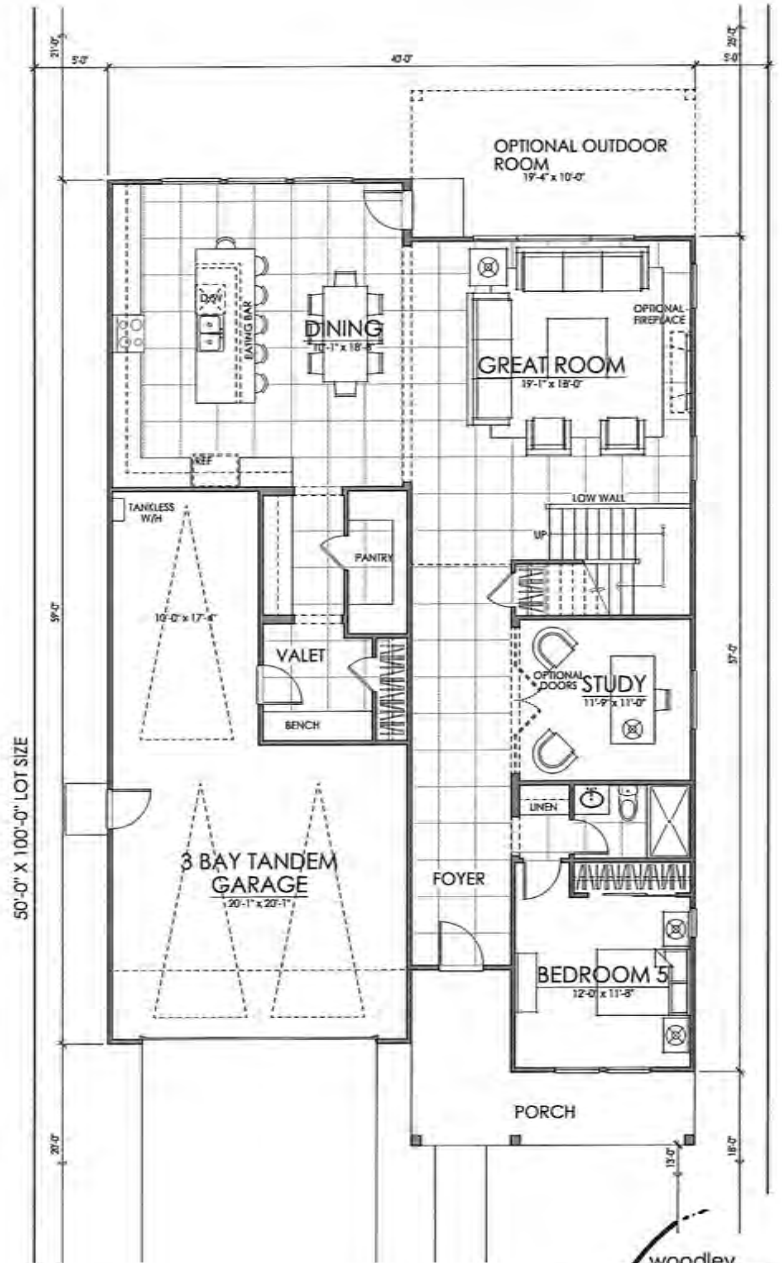 21'-0"
25'-0"
5'-0"
40'-0"
5'-0"
OPTIONAL OUTDOOR
ROOM
19'-4" x 10'-0"
D/W
EATING BAR
DINING
OPTIONAL
FIREPLACE
GREAT ROOM
19'-1" x 18'-0"
REF
TANKLESS
W/H
LOW WALL
UP
PANTRY
59'-0"
10'-0" x 17'-4"
VALET
57'-0"
OPTIONAL
DOORS
STUDY
11'-9" x 11'-0"
BENCH
50'-0" X 100'-0" LOT SIZE
LINEN
3 BAY TANDEM
GARAGE
20'-1" x 20'-1"
FOYER
BEDROOM 5
12'-0" x 11'-8"
PORCH
20'-0"
13'-0"
18'-0"
woodley